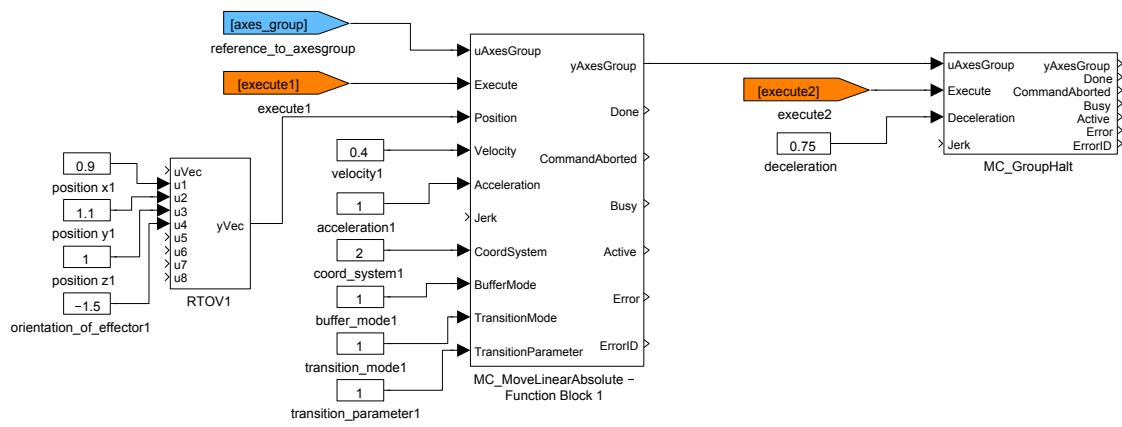 [axes_group]
reference_to_axesgroup
[execute1]
execute1
0.9
position x1
1.1
position y1
1
position z1
−1.5
orientation_of_effector1
uVec
u1
u2
u3
u4
u5
u6
u7
u8
yVec
RTOV1
0.4
velocity1
1
acceleration1
2
coord_system1
1
buffer_mode1
1
transition_mode1
1
transition_parameter1
uAxesGroup
Execute
Position
Velocity
Acceleration
Jerk
CoordSystem
BufferMode
TransitionMode
TransitionParameter
yAxesGroup
Done
CommandAborted
Busy
Active
Error
ErrorID
MC_MoveLinearAbsolute −
Function Block 1
[execute2]
execute2
0.75
deceleration
uAxesGroup
Execute
Deceleration
Jerk
yAxesGroup
Done
CommandAborted
Busy
Active
Error
ErrorID
MC_GroupHalt